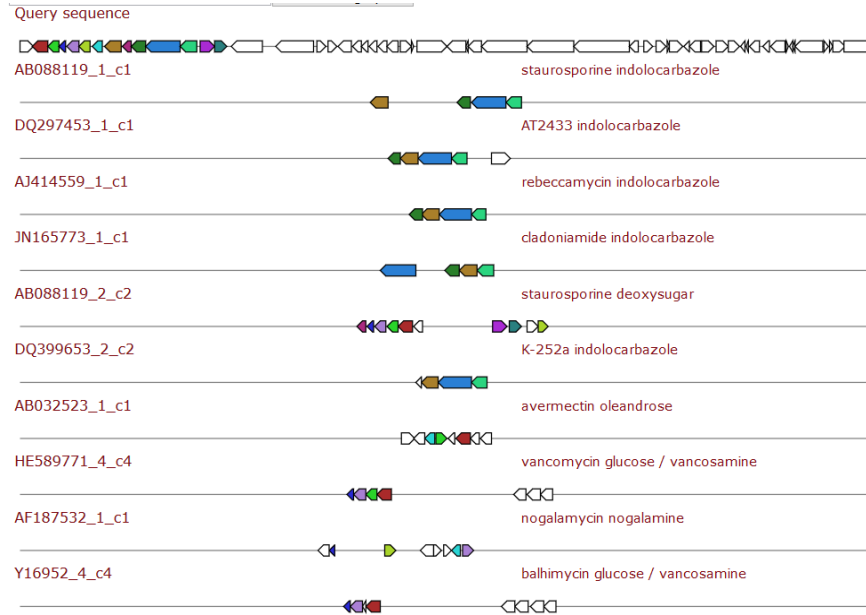 Query sequence
AB088119_1_c1 staurosporine indolocarbazole
DQ297453_1_c1 AT2433 indolocarbazole
AJ414559_1_c1 rebeccamycin indolocarbazole
JN165773_1_c1 cladoniamide indolocarbazole
AB088119_2_c2 staurosporine deoxysugar
DQ399653_2_c2 K-252a indolocarbazole
AB032523_1_c1 avermectin oleandrose
HE589771_4_c4 vancomycin glucose / vancosamine
AF187532_1_c1 nogalamycin nogalamine
Y16952_4_c4 balhimycin glucose / vancosamine